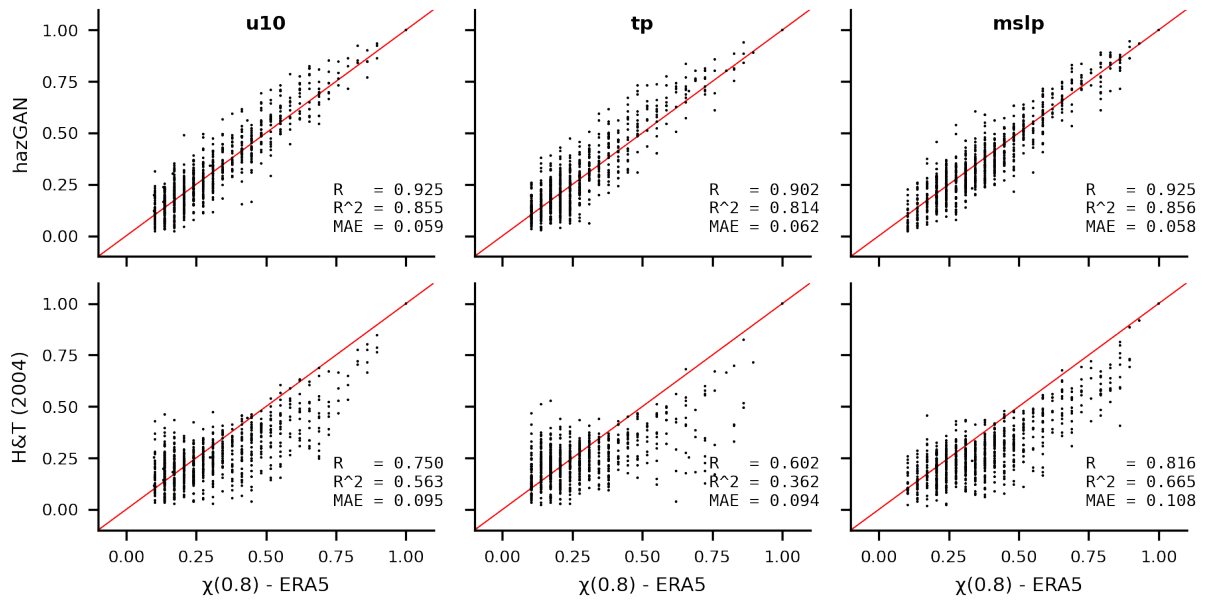 u10
tp
mslp
hazGAN
1.00
0.75
0.50
0.25
0.00
R = 0.925
R^2 = 0.855
MAE = 0.059
R = 0.902
R^2 = 0.814
MAE = 0.062
R = 0.925
R^2 = 0.856
MAE = 0.058
H&T (2004)
1.00
0.75
0.50
0.25
0.00
R = 0.750
R^2 = 0.563
MAE = 0.095
R = 0.602
R^2 = 0.362
MAE = 0.094
R = 0.816
R^2 = 0.665
MAE = 0.108
0.00 0.25 0.50 0.75 1.00
0.00 0.25 0.50 0.75 1.00
0.00 0.25 0.50 0.75 1.00
χ(0.8) - ERA5
χ(0.8) - ERA5
χ(0.8) - ERA5